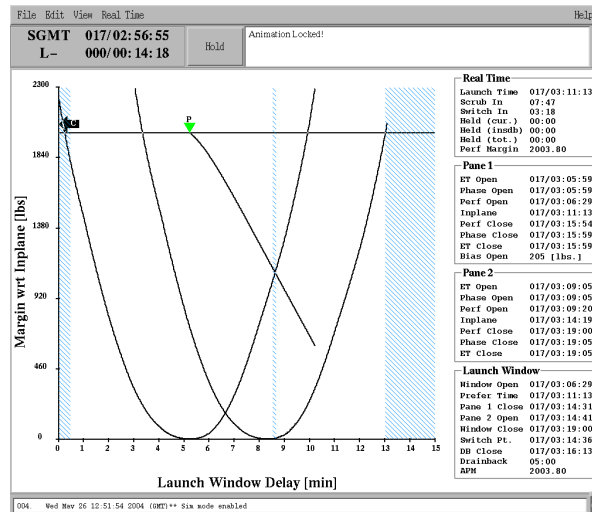 File Edit View Real Time Help
SGMT 017/02:56:55
L- 000/00:14:18
Hold
Animation Locked!
2300
1840
1380
920
460
0
C
P
Margin wrt Inplane [lbs]
0 1 2 3 4 5 6 7 8 9 10 11 12 13 14 15
Launch Window Delay [min]
Real Time
Launch Time 017/03:11:13
Scrub In 07:47
Switch In 03:18
Held (cur.) 00:00
Held (insdb) 00:00
Held (tot.) 00:00
Perf Margin 2003.80
Pane 1
ET Open 017/03:05:59
Phase Open 017/03:05:59
Perf Open 017/03:06:29
Inplane 017/03:11:13
Perf Close 017/03:15:54
Phase Close 017/03:15:59
ET Close 017/03:15:59
Bias Open 205 [lbs.]
Pane 2
ET Open 017/03:09:05
Phase Open 017/03:09:05
Perf Open 017/03:09:20
Inplane 017/03:14:19
Perf Close 017/03:19:00
Phase Close 017/03:19:05
ET Close 017/03:19:05
Launch Window
Window Open 017/03:06:29
Prefer Time 017/03:11:13
Pane 1 Close 017/03:14:31
Pane 2 Open 017/03:14:41
Window Close 017/03:19:00
Switch Pt. 017/03:14:36
DB Close 017/03:16:13
Drainback 05:00
APM 2003.80
004. Wed May 26 12:51:54 2004 (GMT)** Sim mode enabled